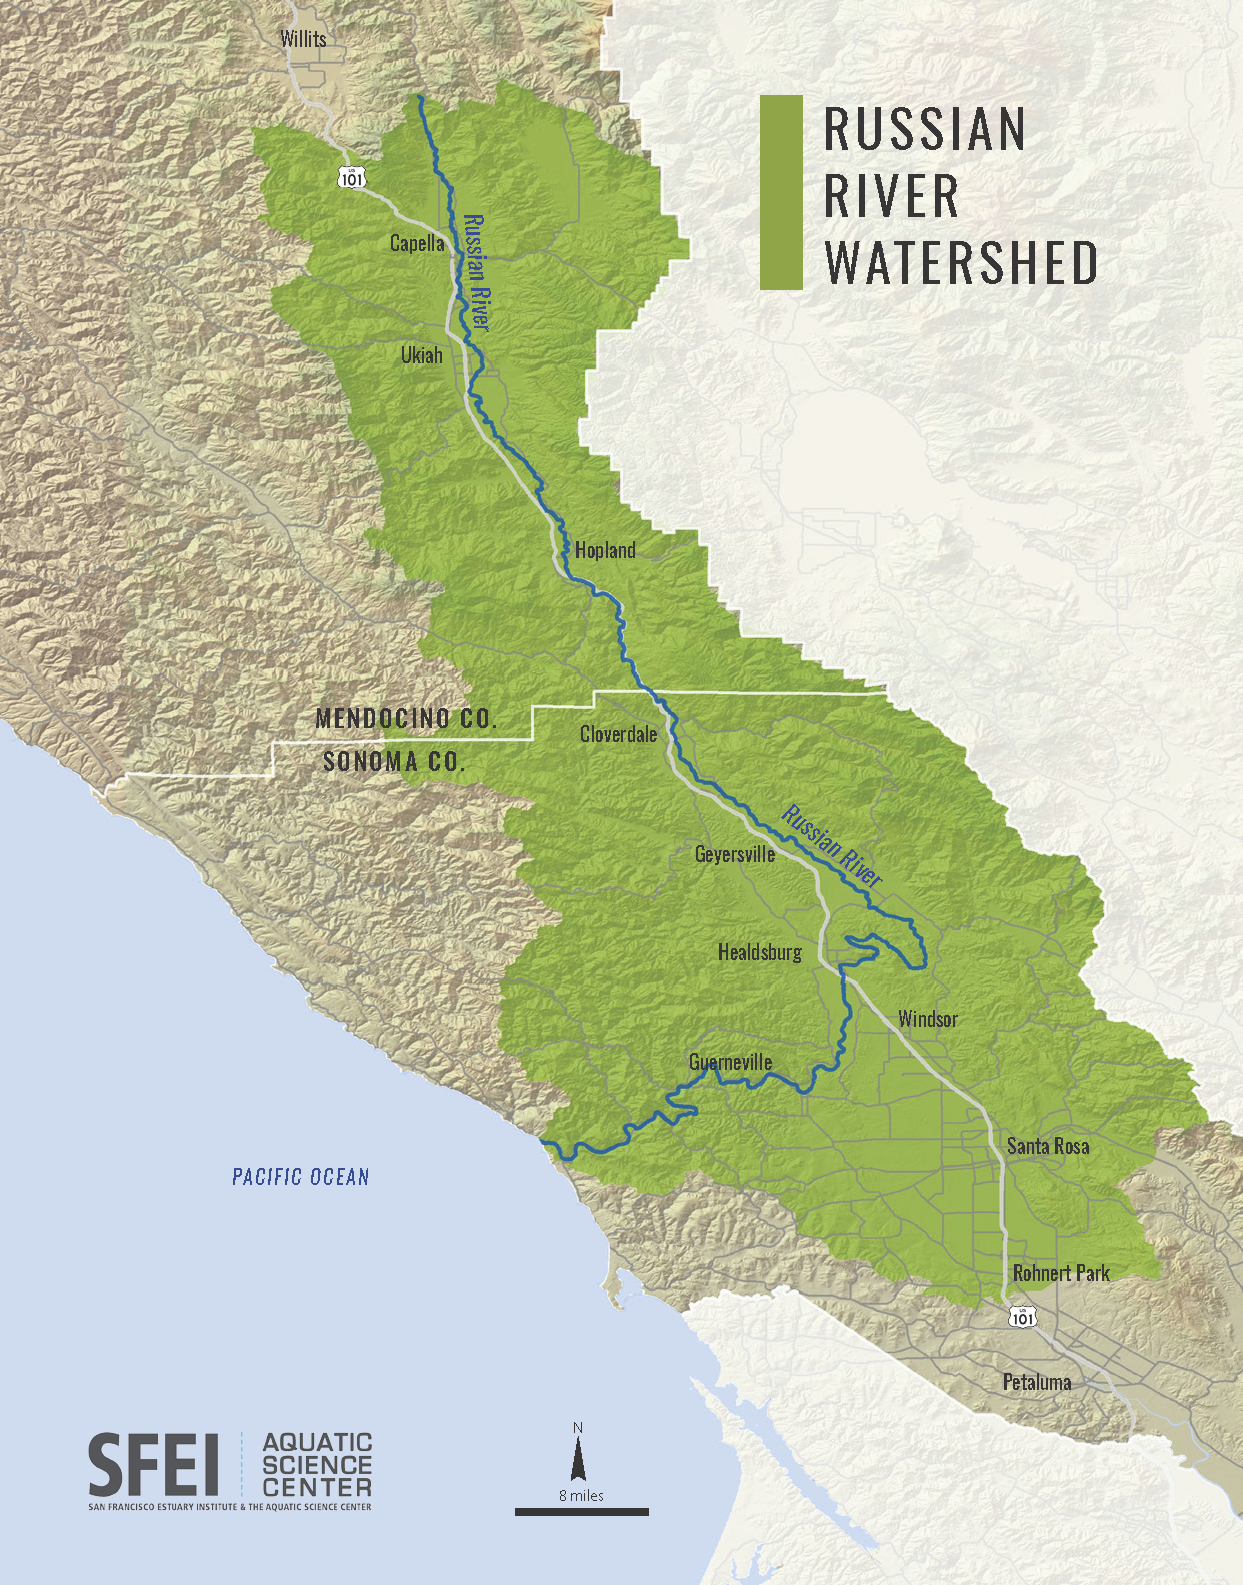 Willits
RUSSIAN
RIVER
WATERSHED
US
101
Russian River
Capella
Ukiah
Hopland
MENDOCINO CO.
SONOMA CO.
Cloverdale
Russian River
Geyersville
Healdsburg
Windsor
Guerneville
Santa Rosa
PACIFIC OCEAN
Rohnert Park
US
101
Petaluma
N
8 miles
SFEI
AQUATIC
SCIENCE
CENTER
SAN FRANCISCO ESTUARY INSTITUTE & THE AQUATIC SCIENCE CENTER